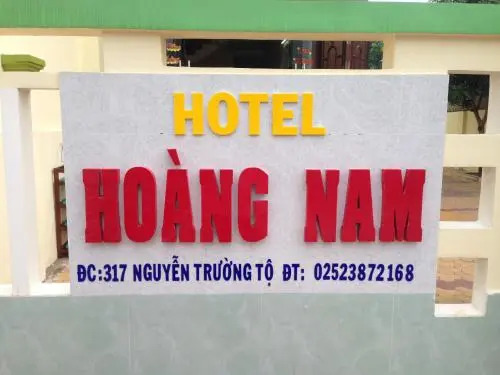 HOTEL
HOÀNG NAM
ĐC:317 NGUYỄN TRƯỜNG TỘ ĐT: 02523872168